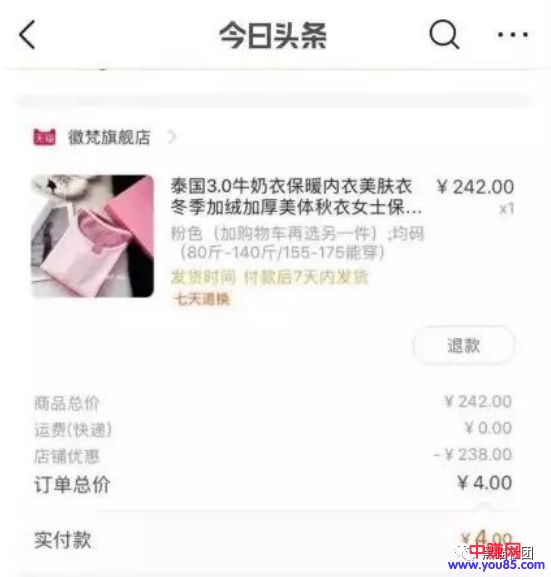 今日头条
天猫 徽梵旗舰店
泰国3.0牛奶衣保暖内衣美肤衣 ¥242.00
冬季加绒加厚美体秋衣女士保... x1
粉色（加购物车再选另一件）;均码
（80斤-140斤/155-175能穿）
发货时间 付款后7天内发货
七天退换
退款
商品总价 ¥242.00
运费(快递) ¥0.00
店铺优惠 -¥238.00
订单总价 ¥4.00
实付款 ¥4.00
中赚网
www.you85.com